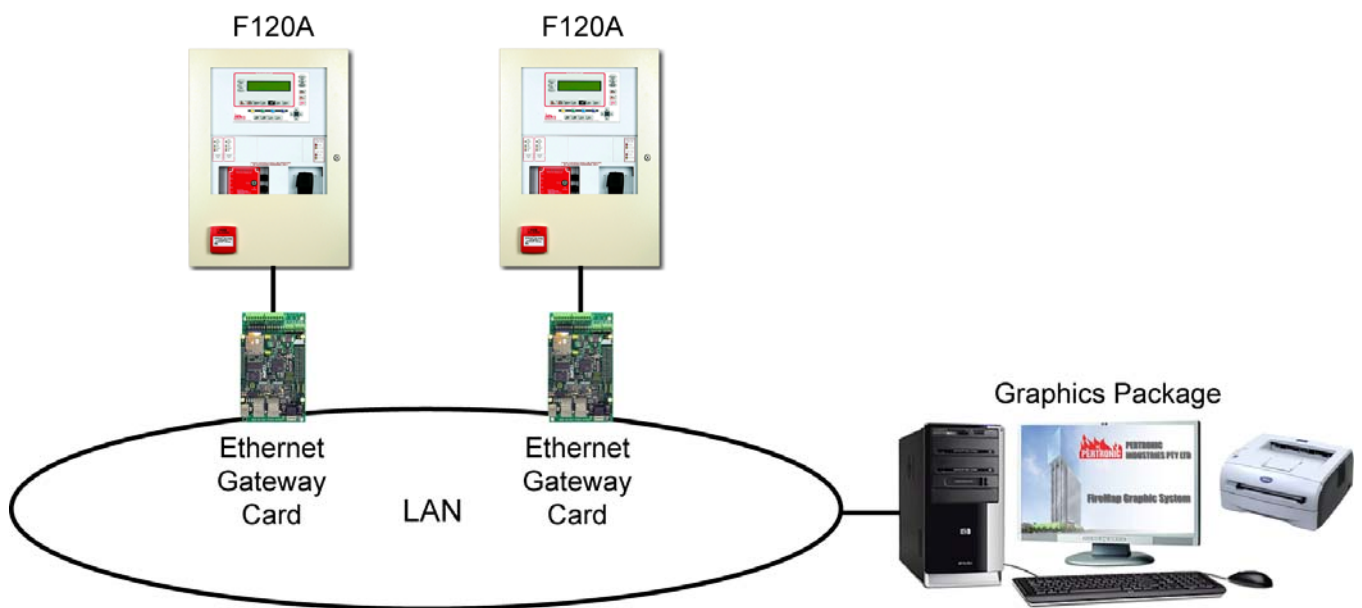 F120A
F120A
Ethernet
Gateway
Card
Ethernet
Gateway
Card
LAN
Graphics Package
PERTRONIC
PERTRONIC
INDUSTRIES PTY LTD
FireMap Graphic System